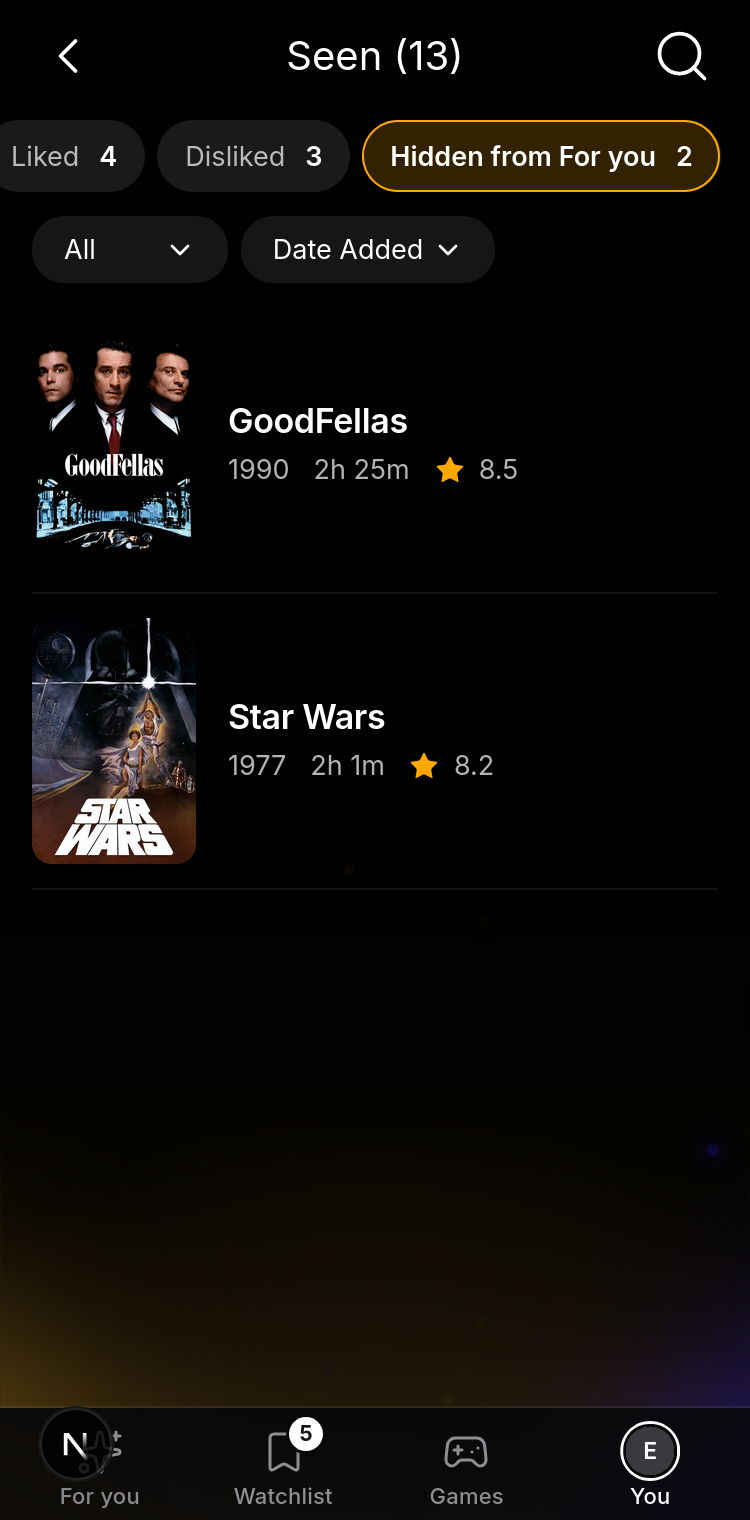 Seen (13)
Liked 4 Disliked 3 Hidden from For you 2
All Date Added
GoodFellas
GoodFellas
1990 2h 25m 8.5
STAR WARS
Star Wars
1977 2h 1m 8.2
N
5
E
For you Watchlist Games You